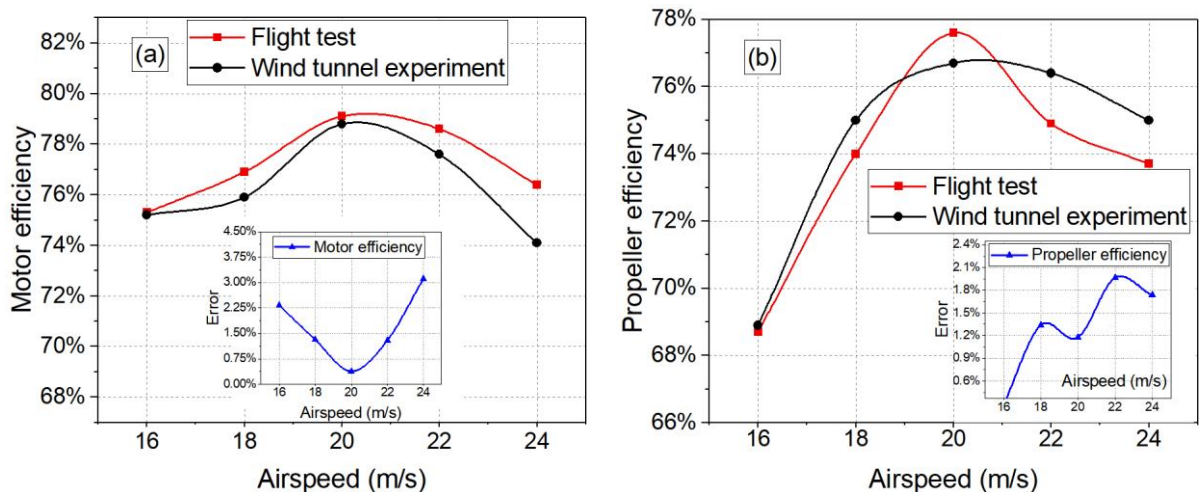 (a)
Flight test
Wind tunnel experiment
Motor efficiency
82%
80%
78%
76%
74%
72%
70%
68%
16 18 20 22 24
Airspeed (m/s)
Motor efficiency
Error
4.50%
3.75%
3.00%
2.25%
1.50%
0.75%
0.00%
16 18 20 22 24
Airspeed (m/s)
(b)
Flight test
Wind tunnel experiment
Propeller efficiency
78%
76%
74%
72%
70%
68%
66%
16 18 20 22 24
Airspeed (m/s)
Propeller efficiency
Error
2.4%
2.1%
1.8%
1.5%
1.2%
0.9%
0.6%
Airspeed (m/s)
16 18 20 22 24